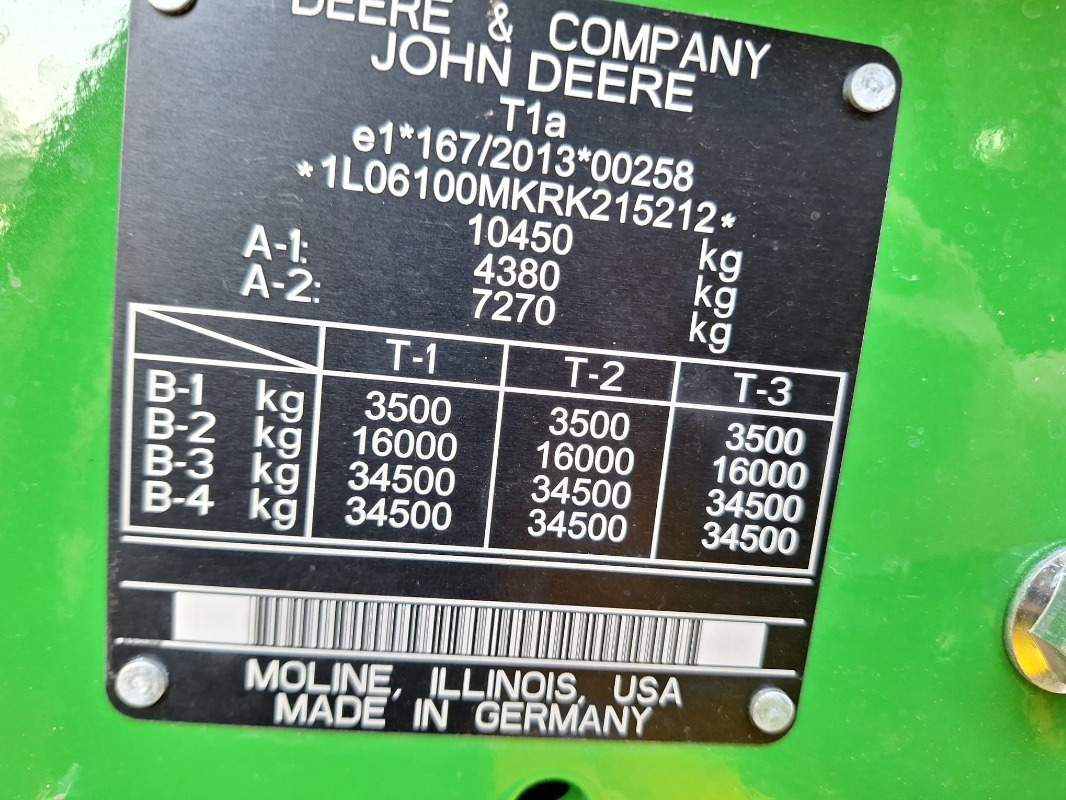 DEERE & COMPANY
JOHN DEERE
T1a
e1*167/2013*00258
*1L06100MKRK215212*
10450 kg
A-1: 4380 kg
A-2: 7270 kg
T-1 T-2 T-3
B-1 kg 3500 3500 3500
B-2 kg 16000 16000 16000
B-3 kg 34500 34500 34500
B-4 kg 34500 34500 34500
MOLINE, ILLINOIS, USA
MADE IN GERMANY